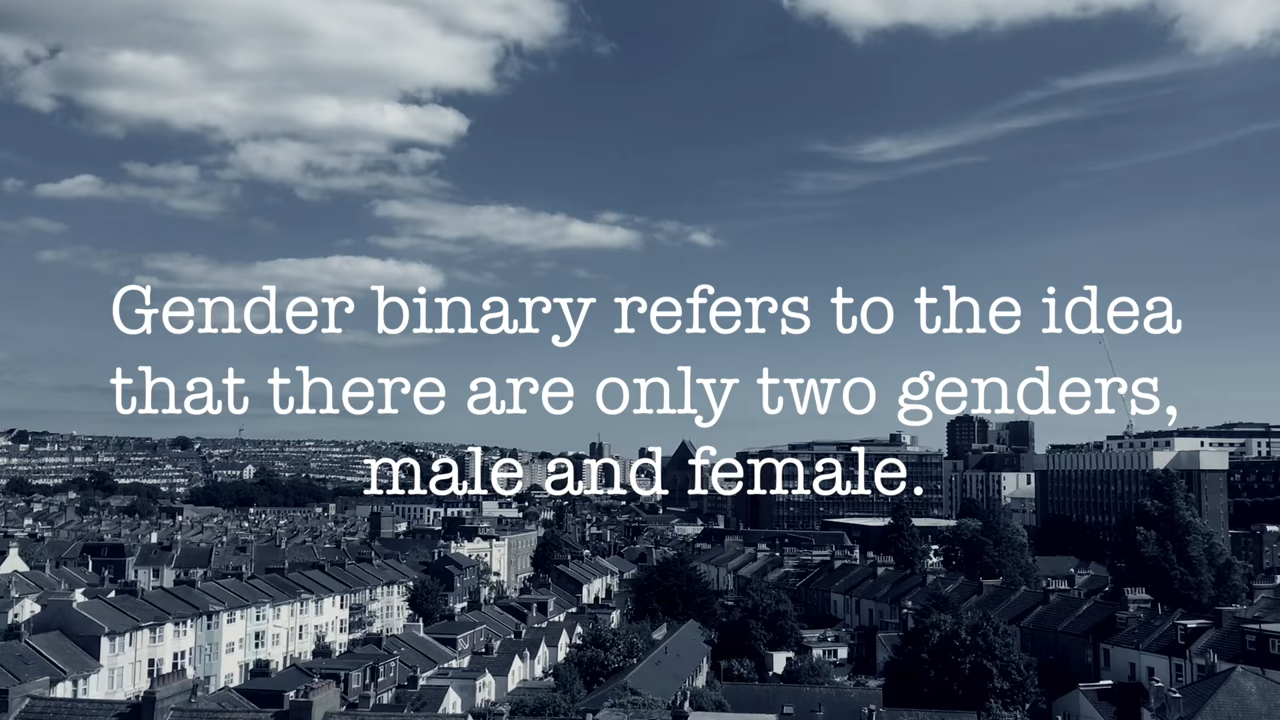 Gender binary refers to the idea
that there are only two genders,
male and female.